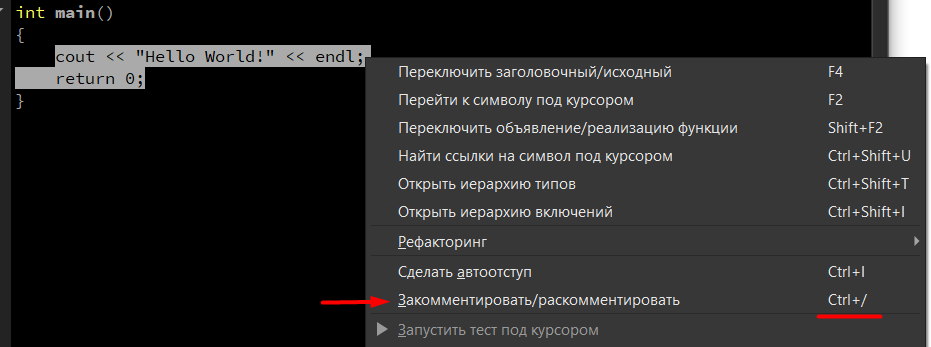 int main()
{
cout << "Hello World!" << endl;
return 0;
}
Переключить заголовочный/исходный F4
Перейти к символу под курсором F2
Переключить объявление/реализацию функции Shift+F2
Найти ссылки на символ под курсором Ctrl+Shift+U
Открыть иерархию типов Ctrl+Shift+T
Открыть иерархию включений Ctrl+Shift+I
Рефакторинг
Сделать автоотступ Ctrl+I
Закомментировать/раскомментировать Ctrl+/
Запустить тест под курсором